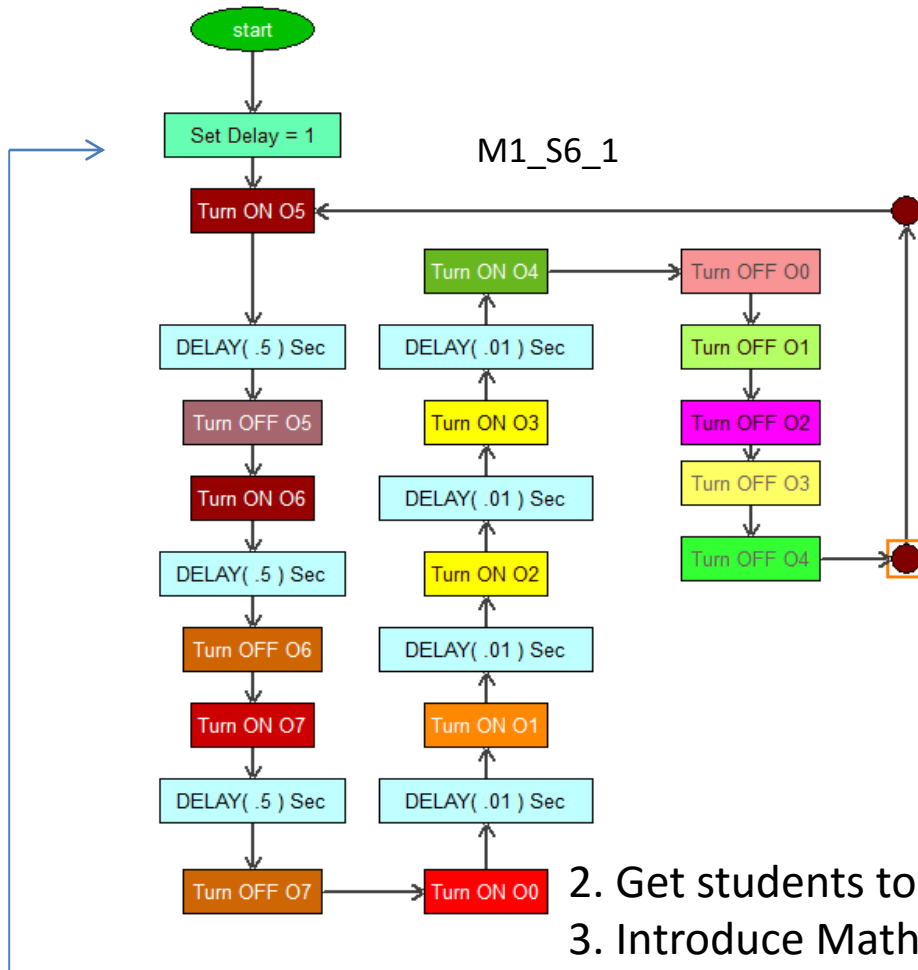 start
Set Delay = 1
M1_S6_1
Turn ON O5
DELAY( .5 ) Sec
Turn OFF O5
Turn ON O6
DELAY( .5 ) Sec
Turn OFF O6
Turn ON O7
DELAY( .5 ) Sec
Turn OFF O7
Turn ON O0
DELAY( .01 ) Sec
Turn ON O1
DELAY( .01 ) Sec
Turn ON O2
DELAY( .01 ) Sec
Turn ON O3
DELAY( .01 ) Sec
Turn ON O4
Turn OFF O0
Turn OFF O1
Turn OFF O2
Turn OFF O3
Turn OFF O4
2. Get students to
3. Introduce Math